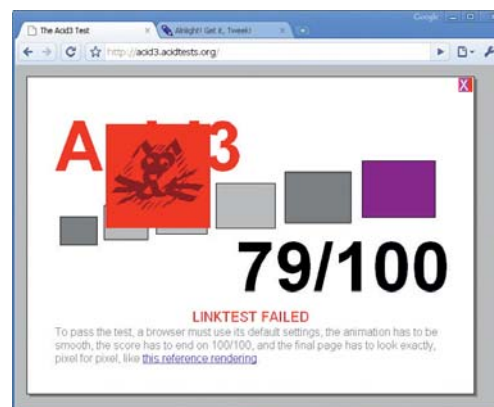 Google
The Acid3 Test
Alright! Get it, Tweek!
http://acid3.acidtests.org/
X
A 3
79/100
LINKTEST FAILED
To pass the test, a browser must use its default settings, the animation has to be
smooth, the score has to end on 100/100, and the final page has to look exactly,
pixel for pixel, like this reference rendering